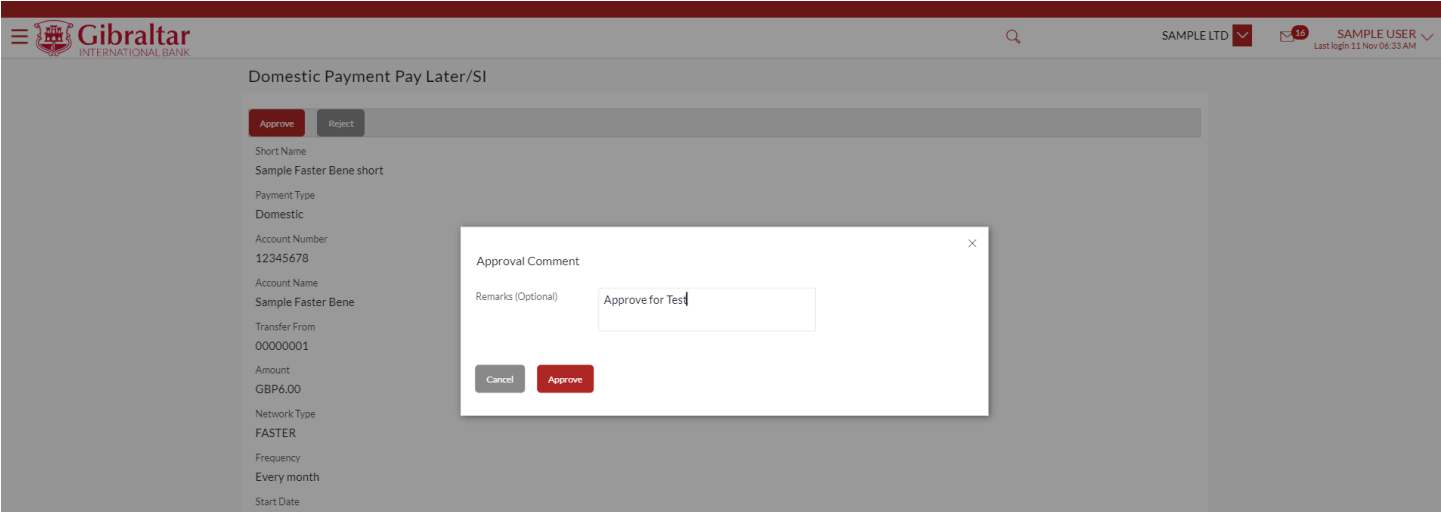 Gibraltar
INTERNATIONAL BANK
SAMPLE LTD
16
SAMPLE USER
Last login 11 Nov 06:33 AM
Domestic Payment Pay Later/SI
Approve Reject
Short Name
Sample Faster Bene short
Payment Type
Domestic
Account Number
12345678
Account Name
Sample Faster Bene
Transfer From
00000001
Amount
GBP6.00
Network Type
FASTER
Frequency
Every month
Start Date
Approval Comment
Remarks (Optional) Approve for Test
Cancel Approve